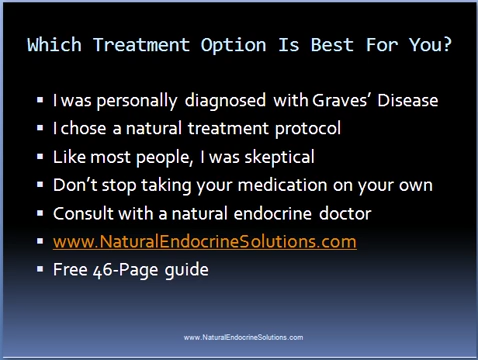 Which Treatment Option Is Best For You?
I was personally diagnosed with Graves’ Disease
I chose a natural treatment protocol
Like most people, I was skeptical
Don’t stop taking your medication on your own
Consult with a natural endocrine doctor
www.NaturalEndocrineSolutions.com
Free 46-Page guide
www.NaturalEndocrineSolutions.com